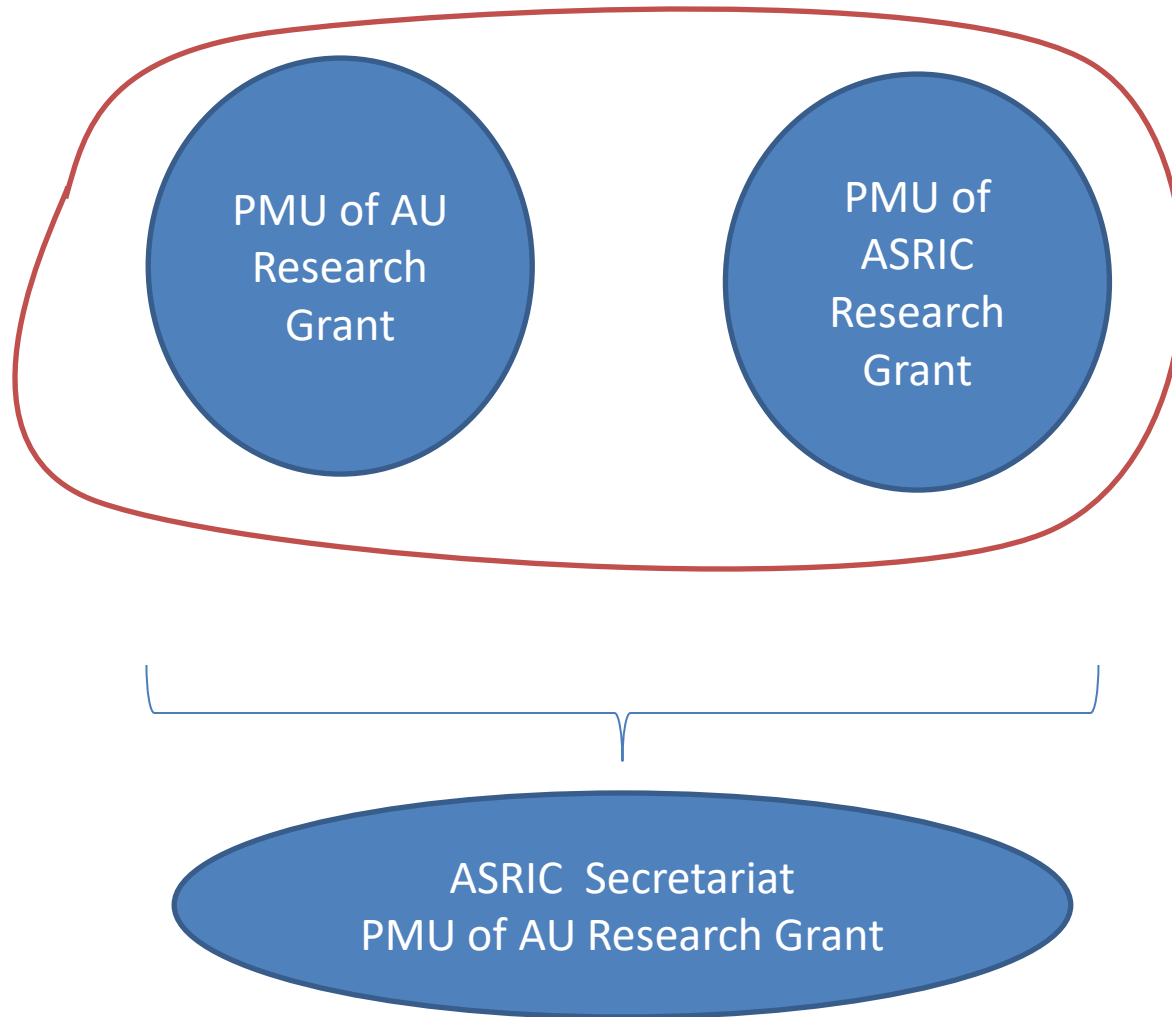 PMU of AU
Research
Grant
PMU of
ASRIC
Research
Grant
ASRIC  Secretariat
PMU of AU Research Grant